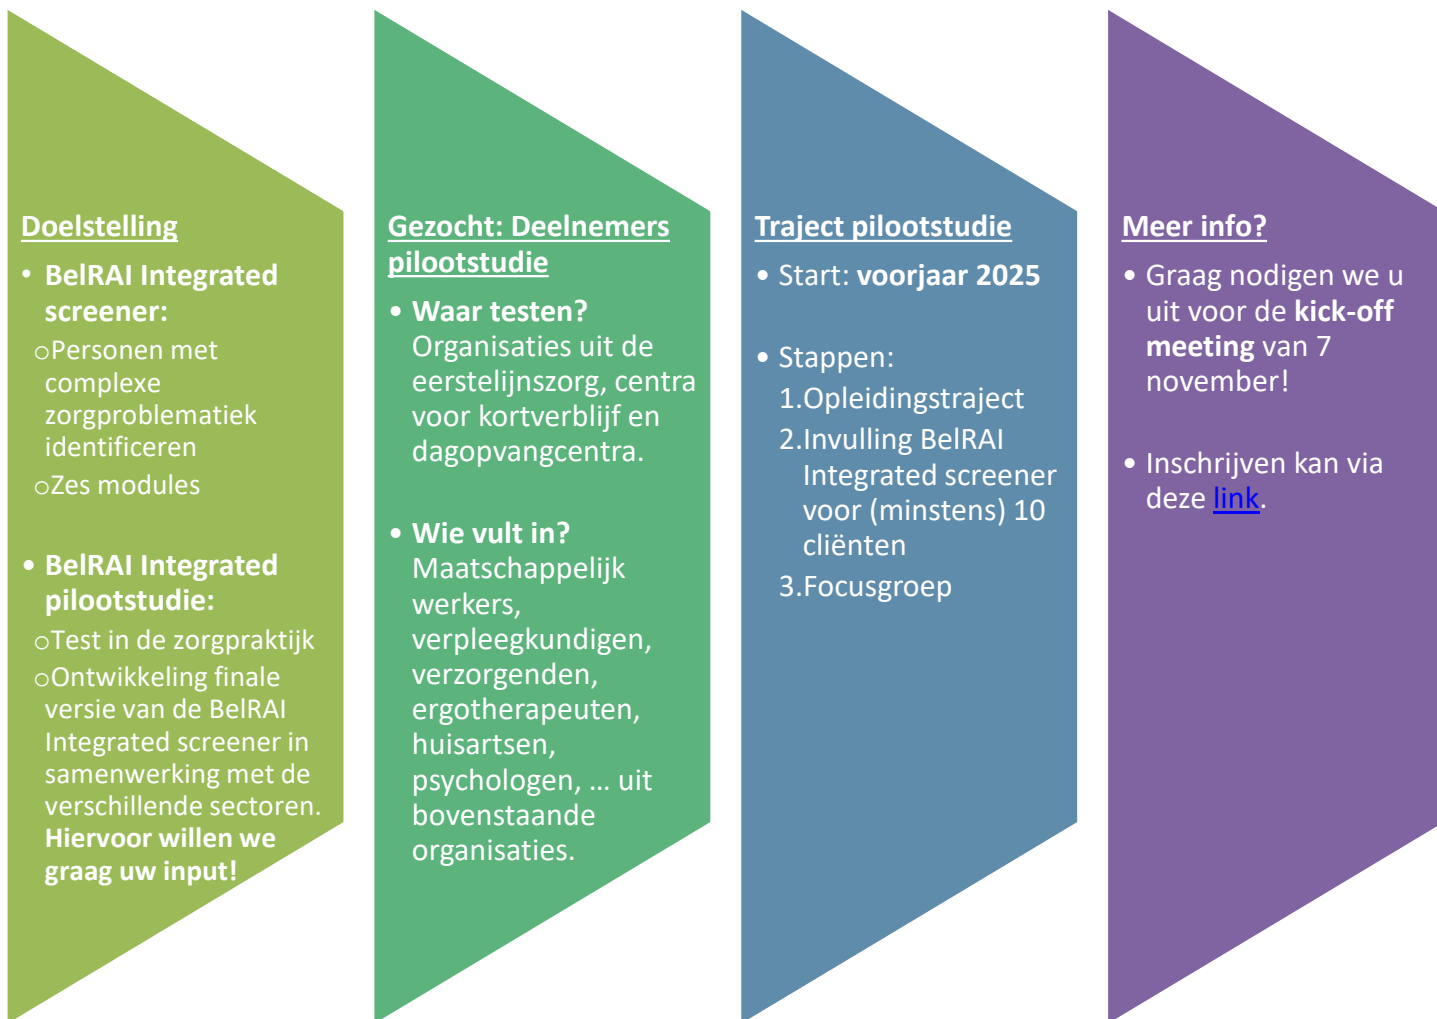 Doelstelling
• BelRAI Integrated
screener:
oPersonen met
complexe
zorgproblematiek
identificeren
oZes modules
• BelRAI Integrated
pilootstudie:
oTest in de zorgpraktijk
oOntwikkeling finale
versie van de BelRAI
Integrated screener in
samenwerking met de
verschillende sectoren.
Hiervoor willen we
graag uw input!
Gezocht: Deelnemers
pilootstudie
• Waar testen?
Organisaties uit de
eerstelijnszorg, centra
voor kortverblijf en
dagopvangcentra.
• Wie vult in?
Maatschappelijk
werkers,
verpleegkundigen,
verzorgenden,
ergotherapeuten,
huisartsen,
psychologen, … uit
bovenstaande
organisaties.
Traject pilootstudie
• Start: voorjaar 2025
• Stappen:
1.Opleidingstraject
2.Invulling BelRAI
Integrated screener
voor (minstens) 10
cliënten
3.Focusgroep
Meer info?
• Graag nodigen we u
uit voor de kick-off
meeting van 7
november!
• Inschrijven kan via
deze link.